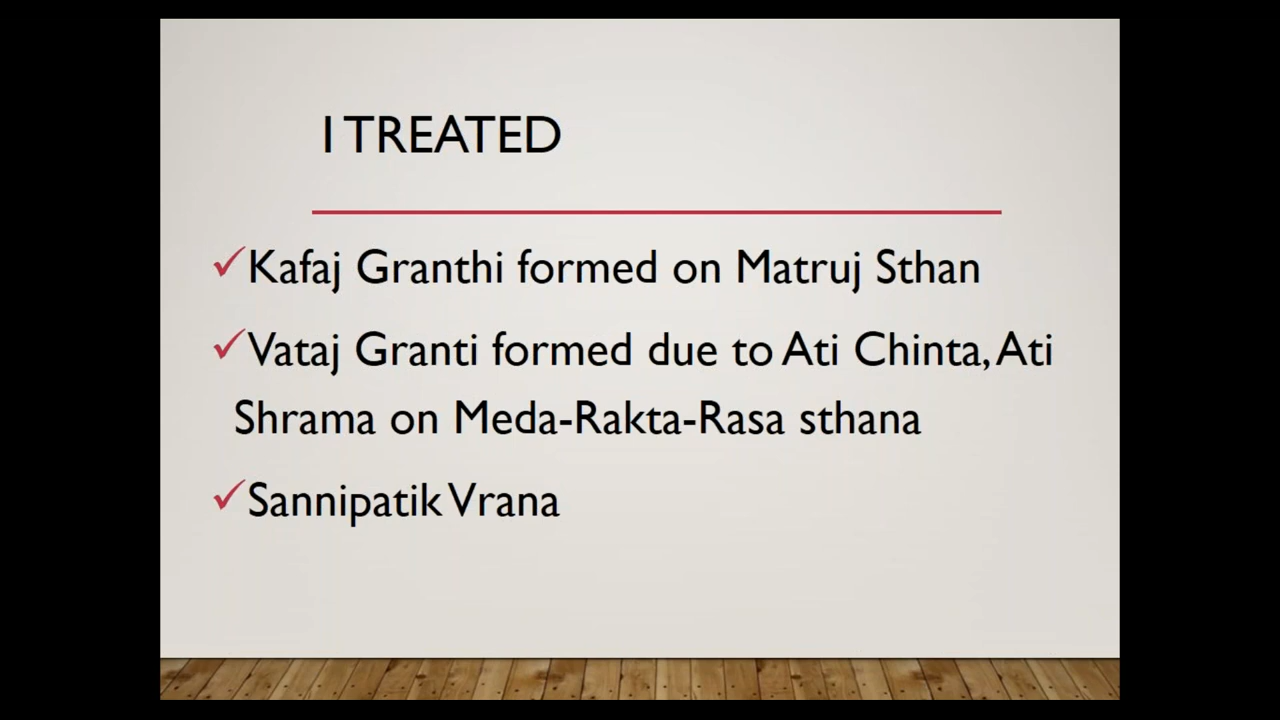 I TREATED
✓Kafaj Granthi formed on Matruj Sthan
✓Vataj Granti formed due to Ati Chinta, Ati
Shrama on Meda-Rakta-Rasa sthana
✓Sannipatik Vrana